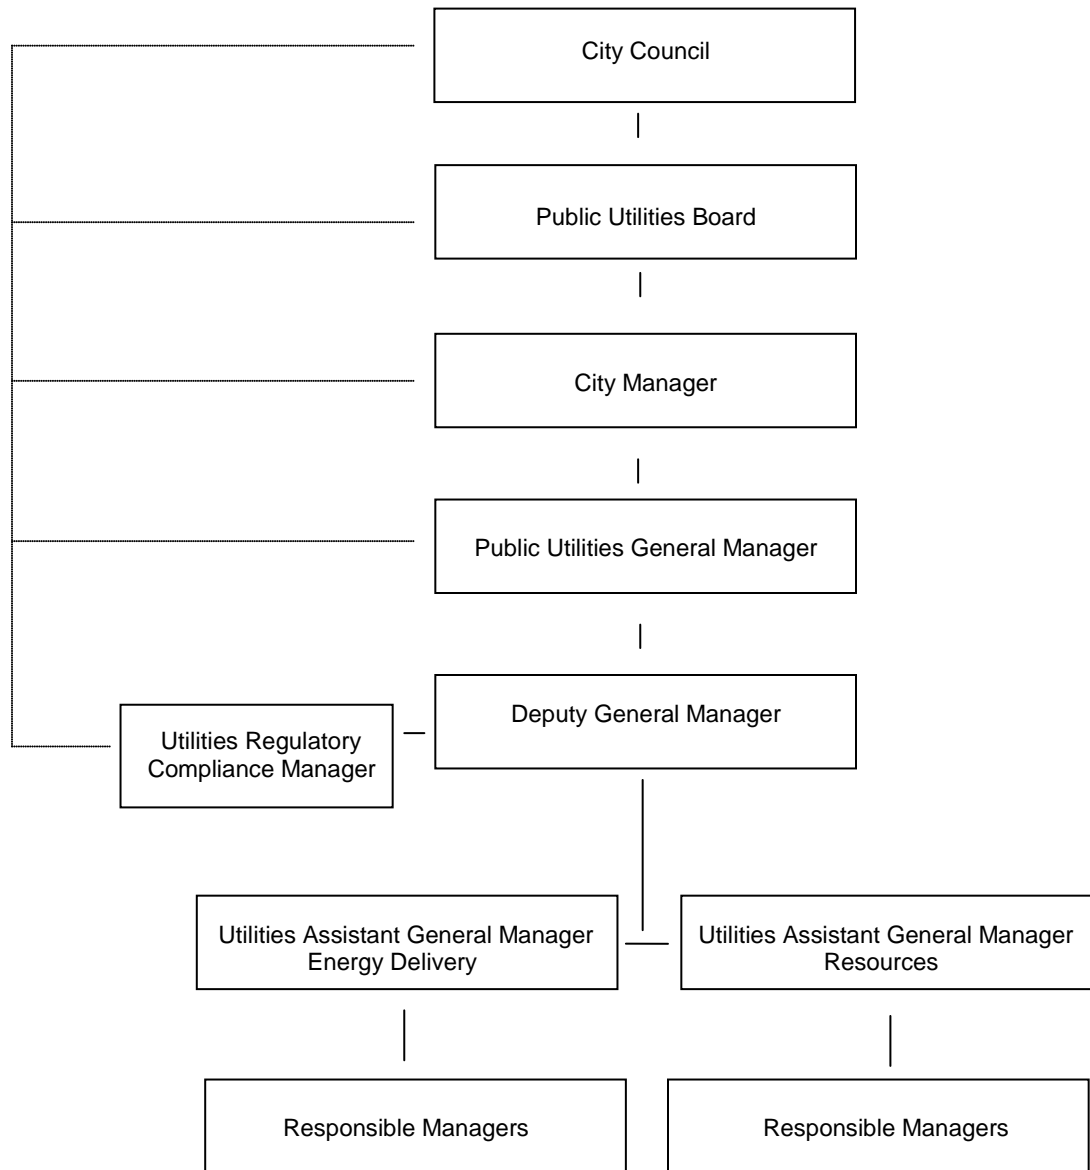 City Council
Public Utilities Board
City Manager
Public Utilities General Manager
Deputy General Manager
Utilities Regulatory
Compliance Manager
Utilities Assistant General Manager
Energy Delivery
Utilities Assistant General Manager
Resources
Responsible Managers
Responsible Managers